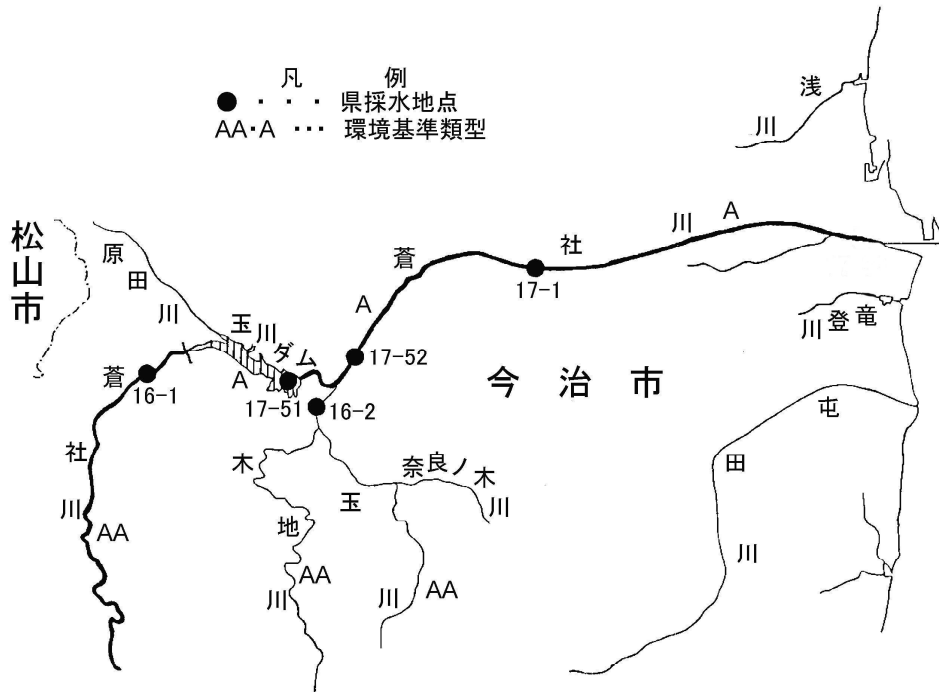 凡例
●・・・県採水地点
AA・A・・・環境基準類型
浅川
松山市
原田川
玉川ダム
A
蒼社川
A
A
17-1
17-52
16-1
17-51
16-2
今治市
登竜川
蒼社川
AA
木地川
AA
奈良ノ木川
玉川
AA
屯田川